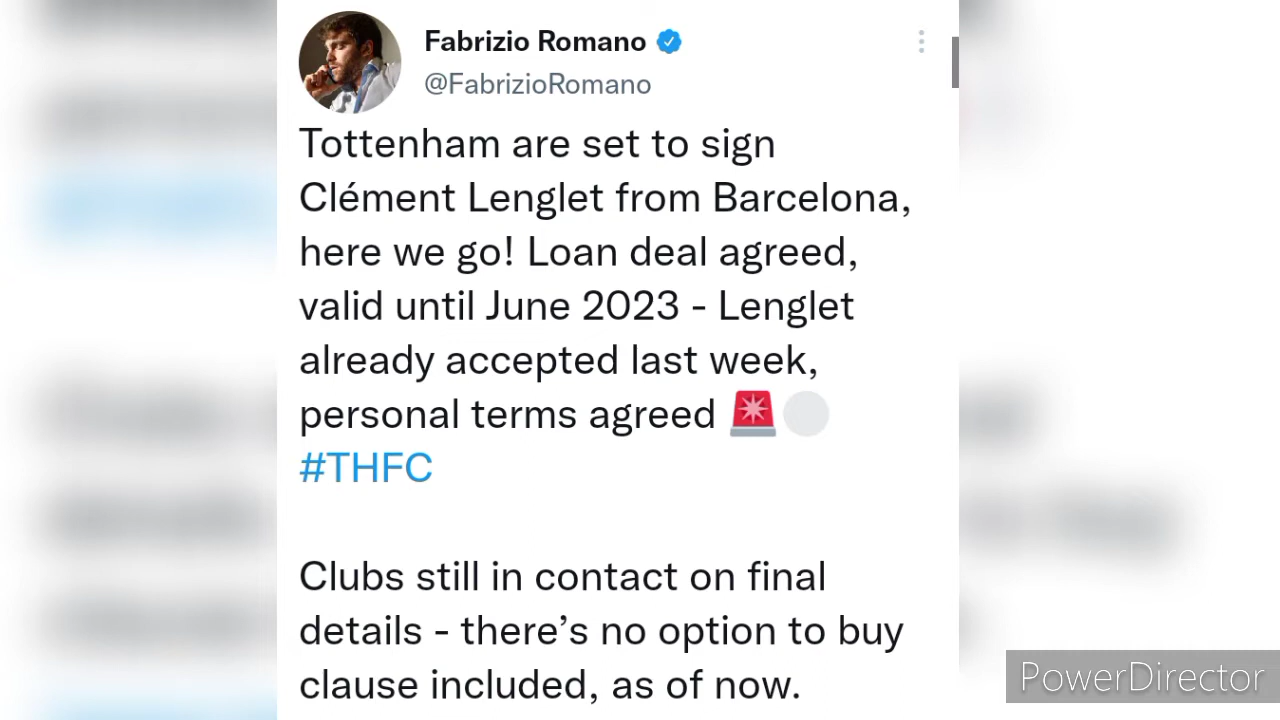 Fabrizio Romano
@FabrizioRomano
Tottenham are set to sign
Clément Lenglet from Barcelona,
here we go! Loan deal agreed,
valid until June 2023 - Lenglet
already accepted last week,
personal terms agreed 🚨⚪
#THFC
Clubs still in contact on final
details - there’s no option to buy
clause included, as of now.
PowerDirector